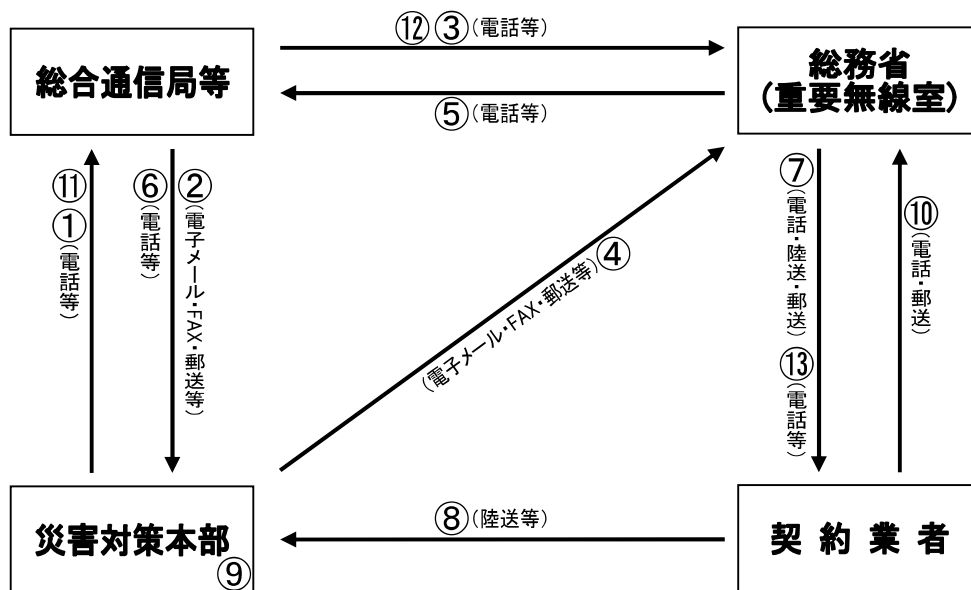 ⑫③(電話等)
総合通信局等
総務省
(重要無線室)
⑤(電話等)
⑪
①(電話等)
⑥(電話等)
②(電子メール・FAX・郵送等)
④
(電子メール・FAX・郵送等)
⑦(電話・陸送・郵送)
⑬(電話等)
⑩(電話・郵送)
災害対策本部
⑨
⑧(陸送等)
契約業者